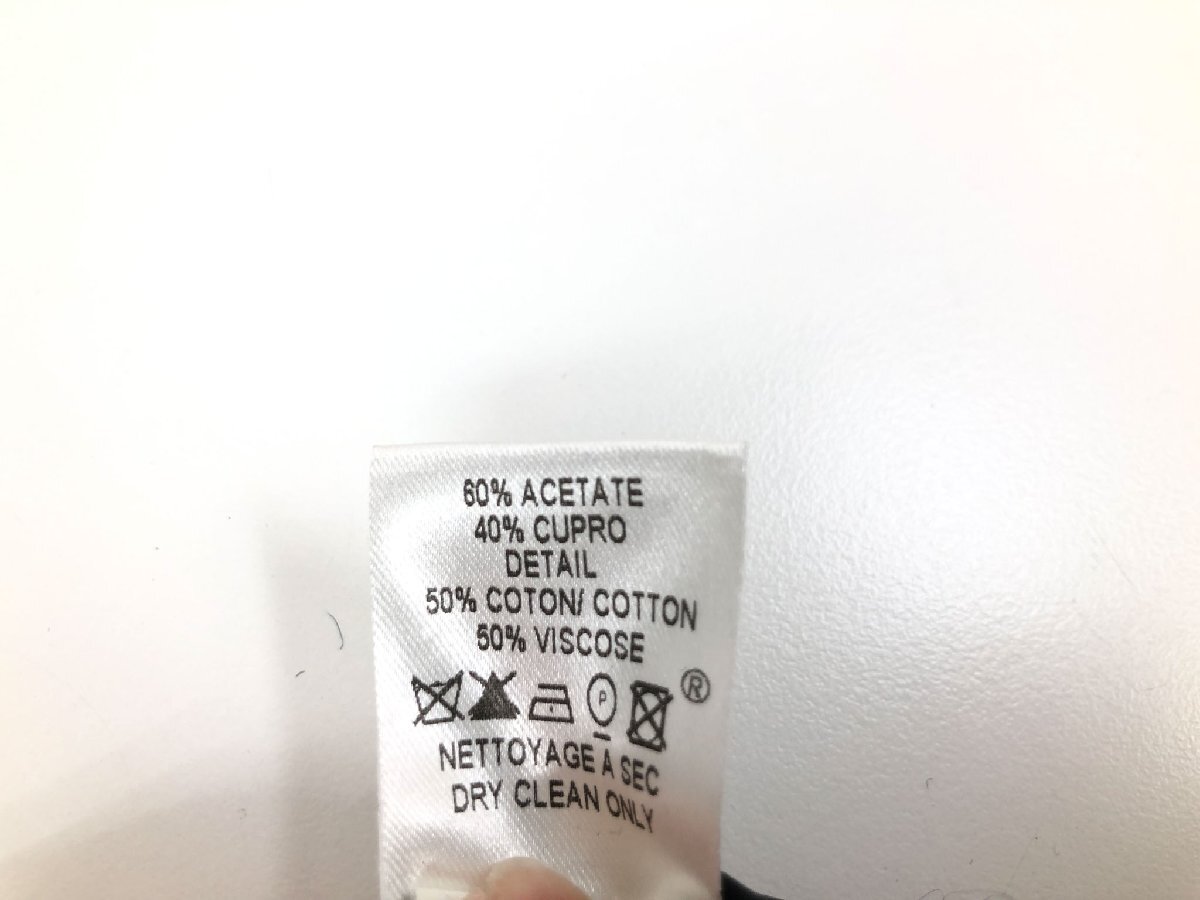 60% ACETATE
40% CUPRO
DETAIL
50% COTON/ COTTON
50% VISCOSE
P
®
NETTOYAGE À SEC
DRY CLEAN ONLY